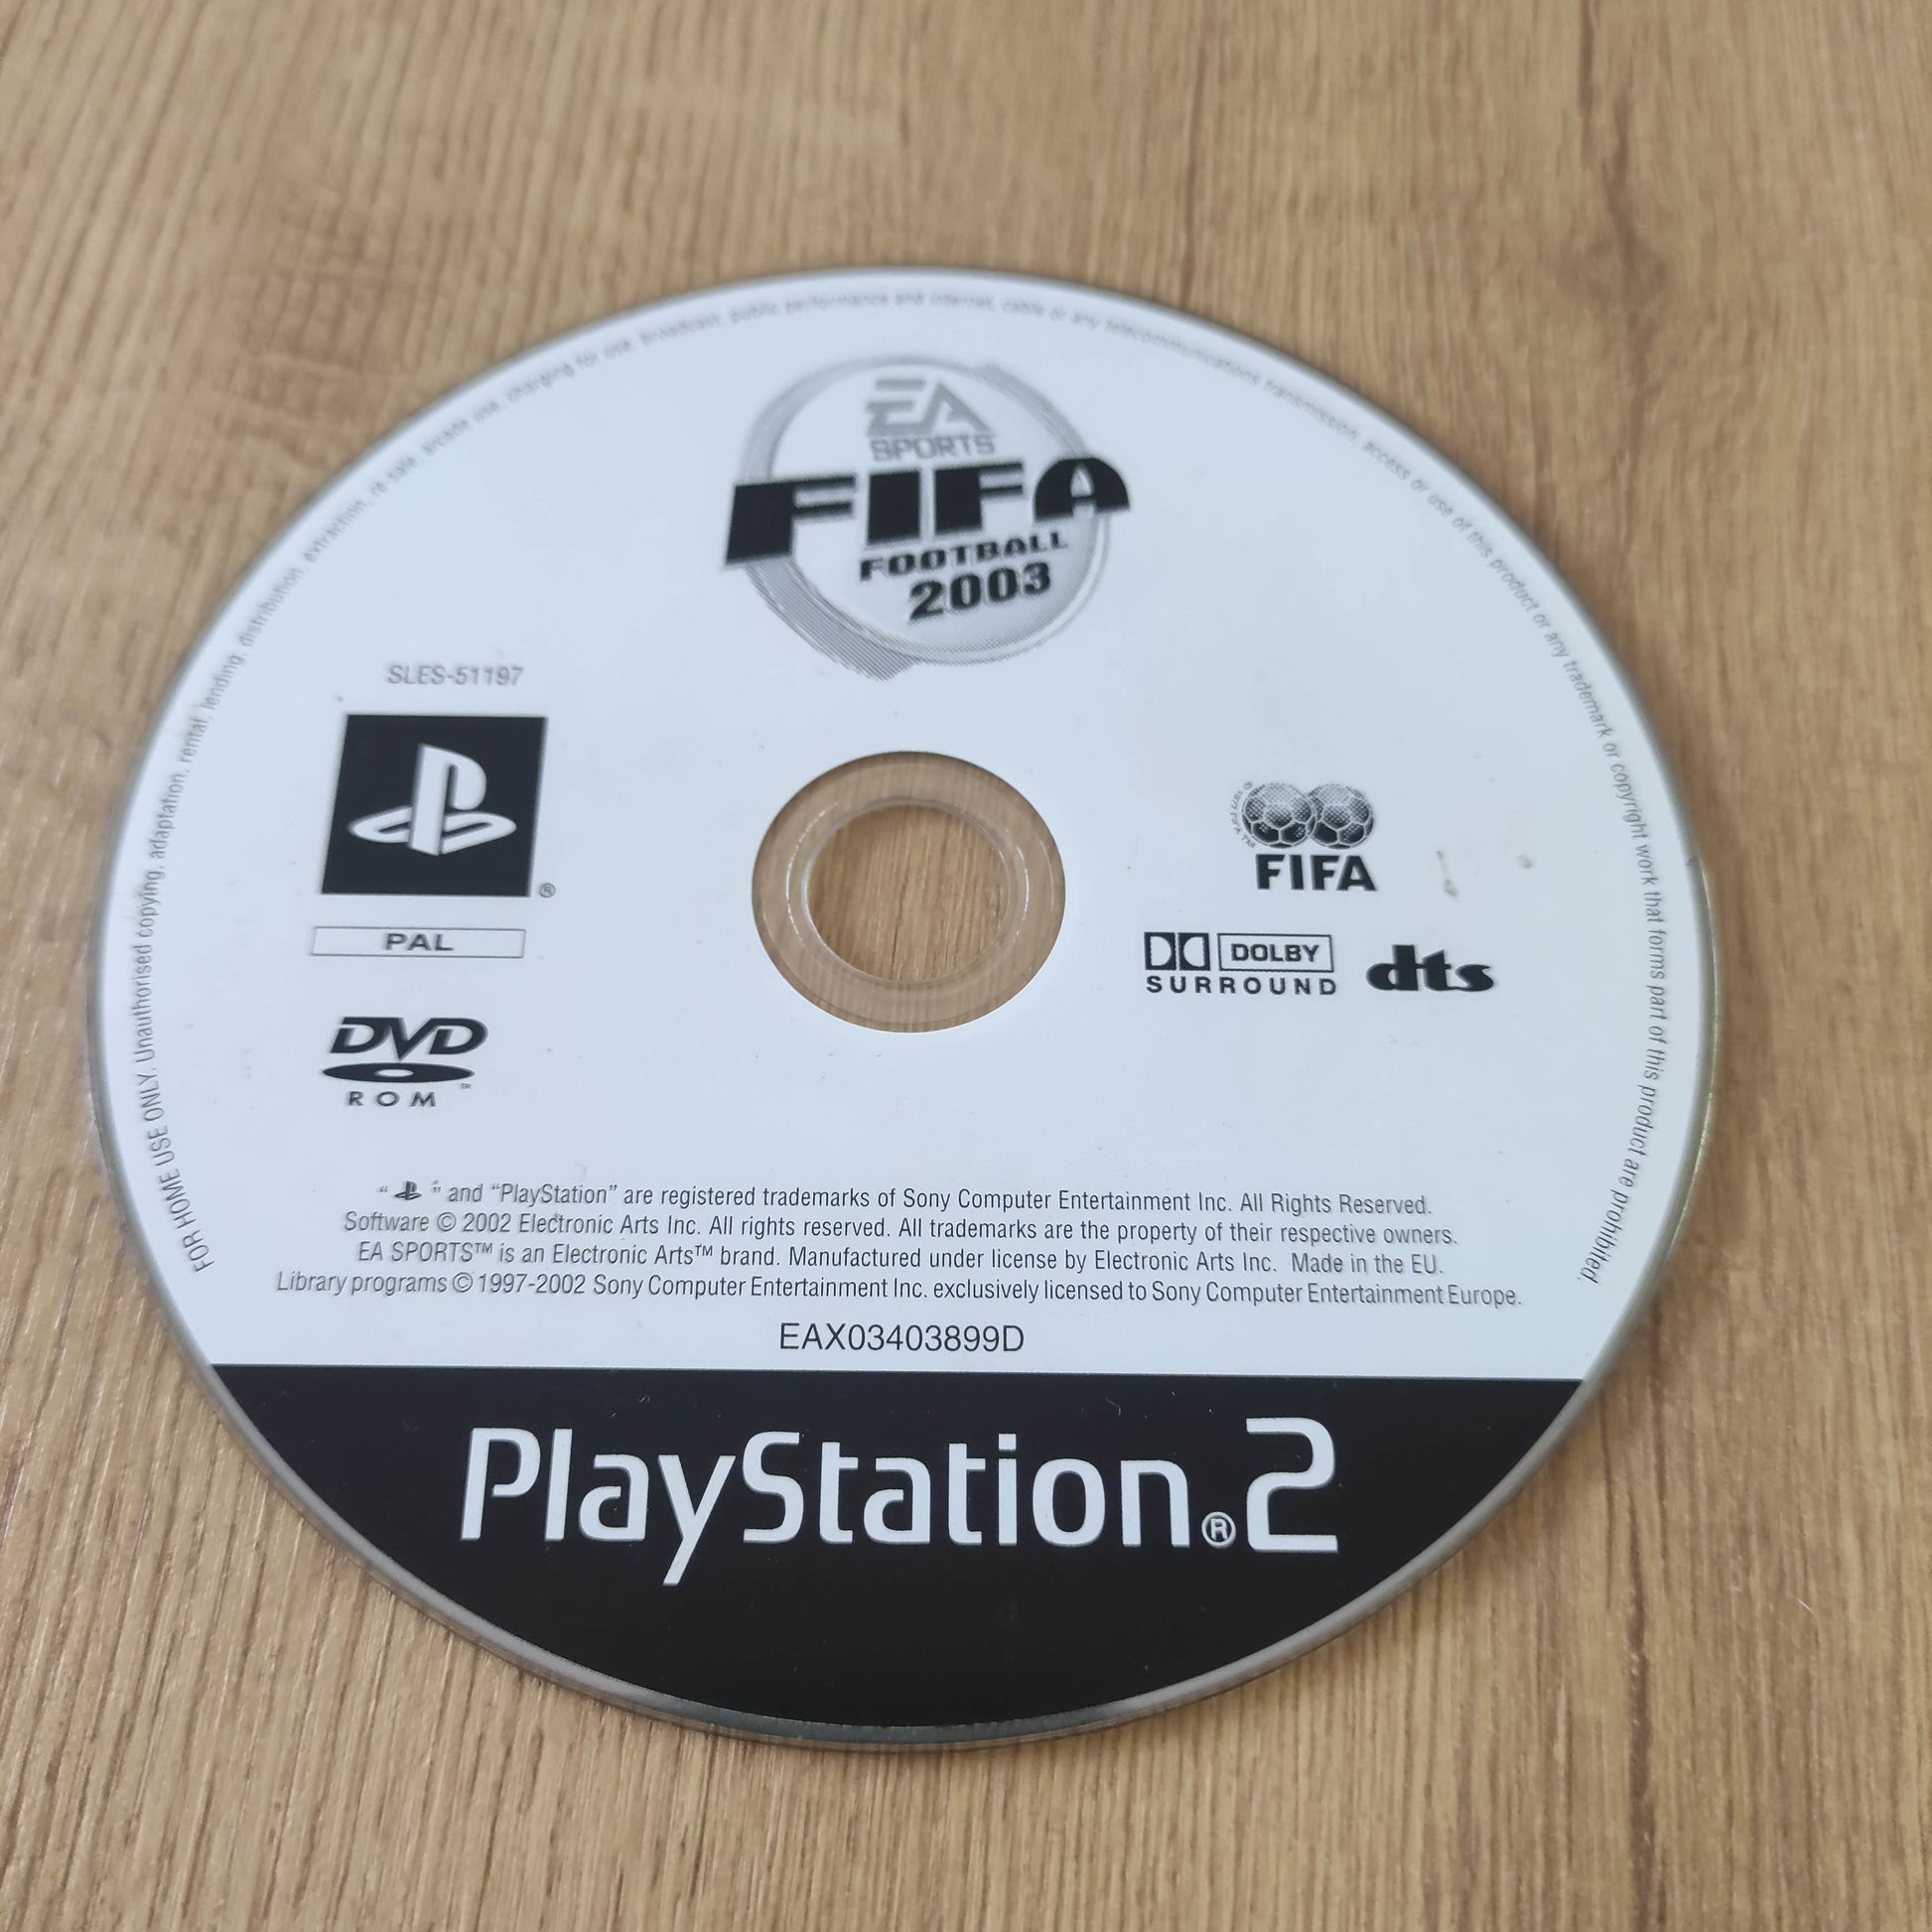 FOR HOME USE ONLY. Unauthorised copying, adaptation, rental, lending, distribution, extraction, re-sale, arcade use, charging for use, broadcast, public performance and internet, cable or any telecommunications transmission, access or use of this product or any trademark or copyright work that forms part of this product are prohibited.
EA
SPORTS
FIFA
FOOTBALL
2003
SLES-51197
®
PAL
DVD
ROM
FIFA
DOLBY
SURROUND
dts
“ ” and “PlayStation” are registered trademarks of Sony Computer Entertainment Inc. All Rights Reserved.
Software © 2002 Electronic Arts Inc. All rights reserved. All trademarks are the property of their respective owners.
EA SPORTS™ is an Electronic Arts™ brand. Manufactured under license by Electronic Arts Inc. Made in the EU.
Library programs © 1997-2002 Sony Computer Entertainment Inc. exclusively licensed to Sony Computer Entertainment Europe.
EAX03403899D
PlayStation®2